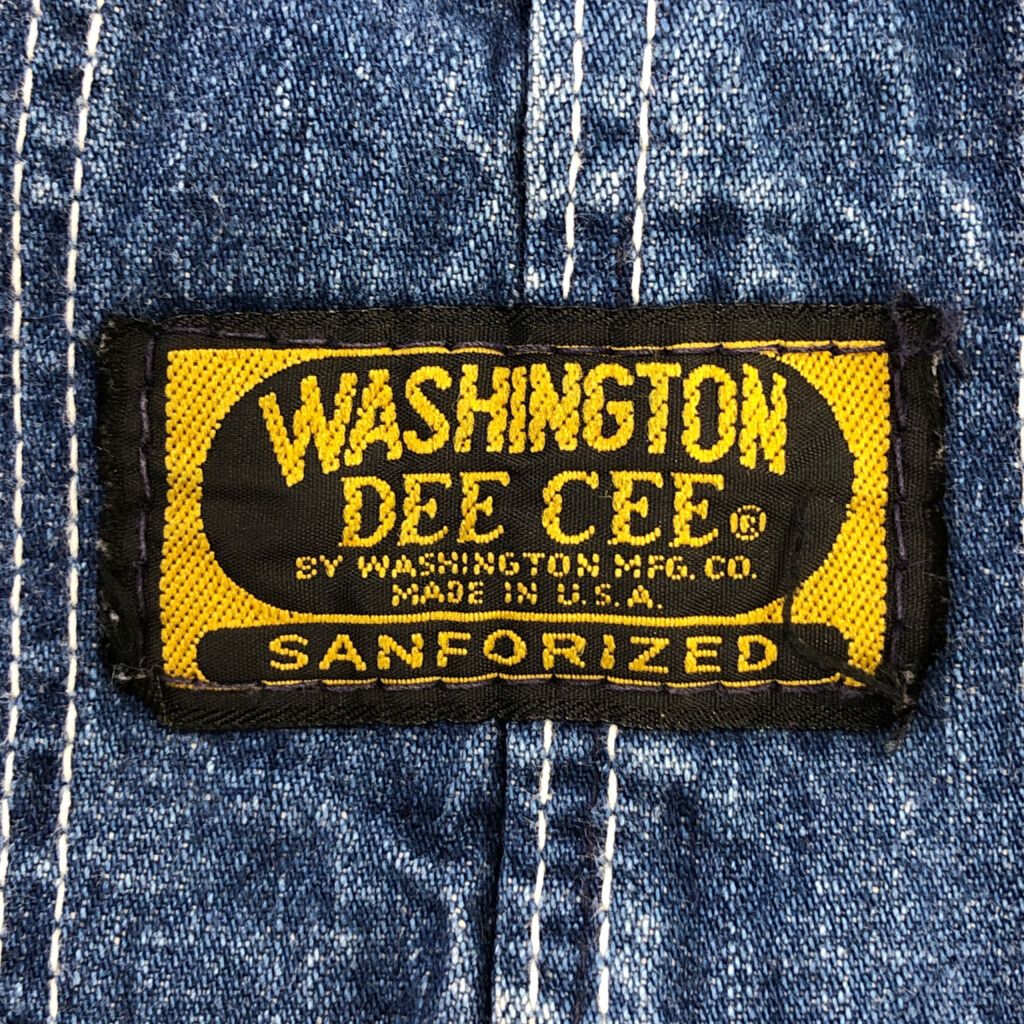 WASHINGTON
DEE CEE®
BY WASHINGTON MFG. CO.
MADE IN U.S.A.
SANFORIZED